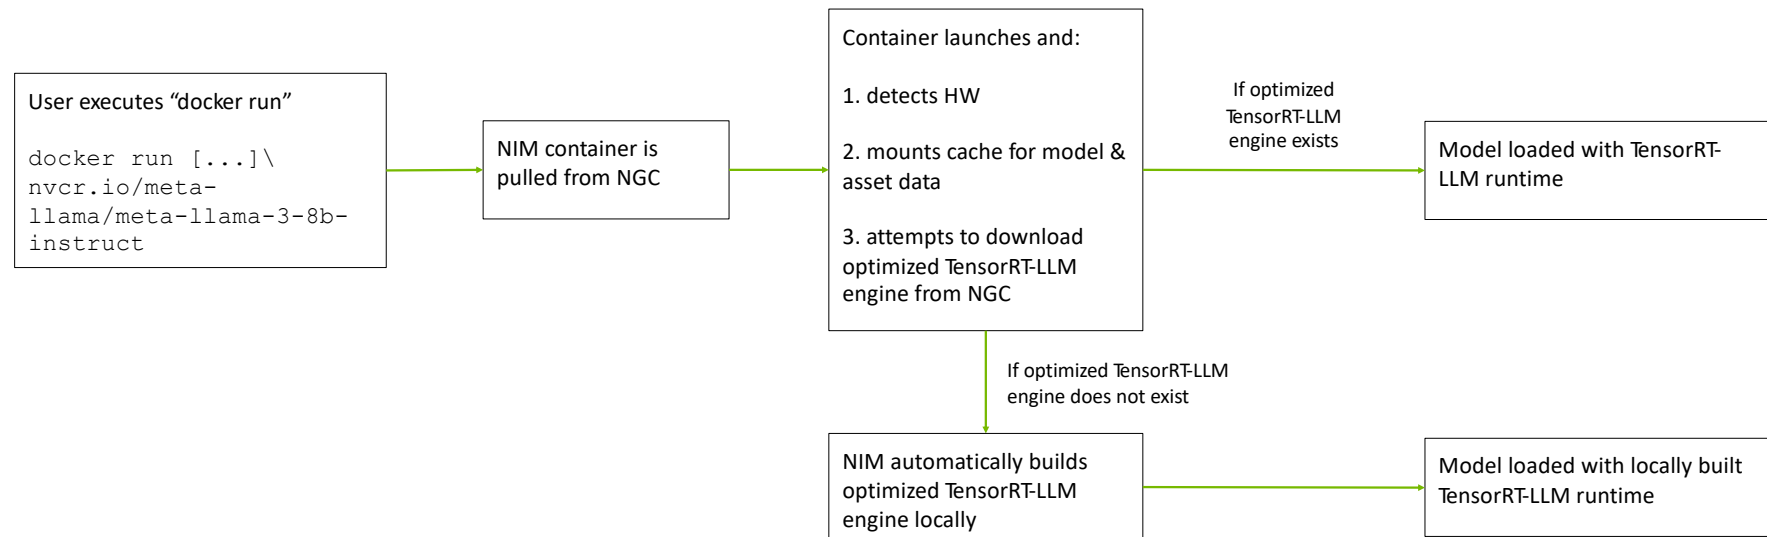 User executes “docker run”
docker run [...]\
nvcr.io/meta-
llama/meta-llama-3-8b-
instruct
NIM container is
pulled from NGC
Container launches and:
1. detects HW
2. mounts cache for model &
asset data
3. attempts to download
optimized TensorRT-LLM
engine from NGC
If optimized
TensorRT-LLM
engine exists
Model loaded with TensorRT-
LLM runtime
If optimized TensorRT-LLM
engine does not exist
NIM automatically builds
optimized TensorRT-LLM
engine locally
Model loaded with locally built
TensorRT-LLM runtime